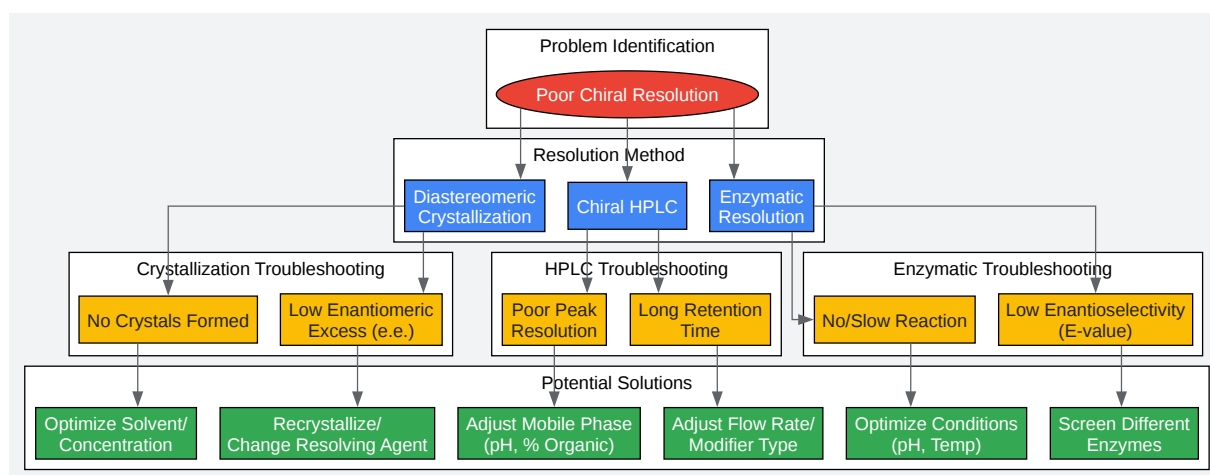 Problem Identification
Poor Chiral Resolution
Resolution Method
Diastereomeric
Crystallization
Chiral HPLC
Enzymatic
Resolution
Crystallization Troubleshooting
No Crystals Formed
Low Enantiomeric
Excess (e.e.)
HPLC Troubleshooting
Poor Peak
Resolution
Long Retention
Time
Enzymatic Troubleshooting
No/Slow Reaction
Low Enantioselectivity
(E-value)
Potential Solutions
Optimize Solvent/
Concentration
Recrystallize/
Change Resolving Agent
Adjust Mobile Phase
(pH, % Organic)
Adjust Flow Rate/
Modifier Type
Optimize Conditions
(pH, Temp)
Screen Different
Enzymes